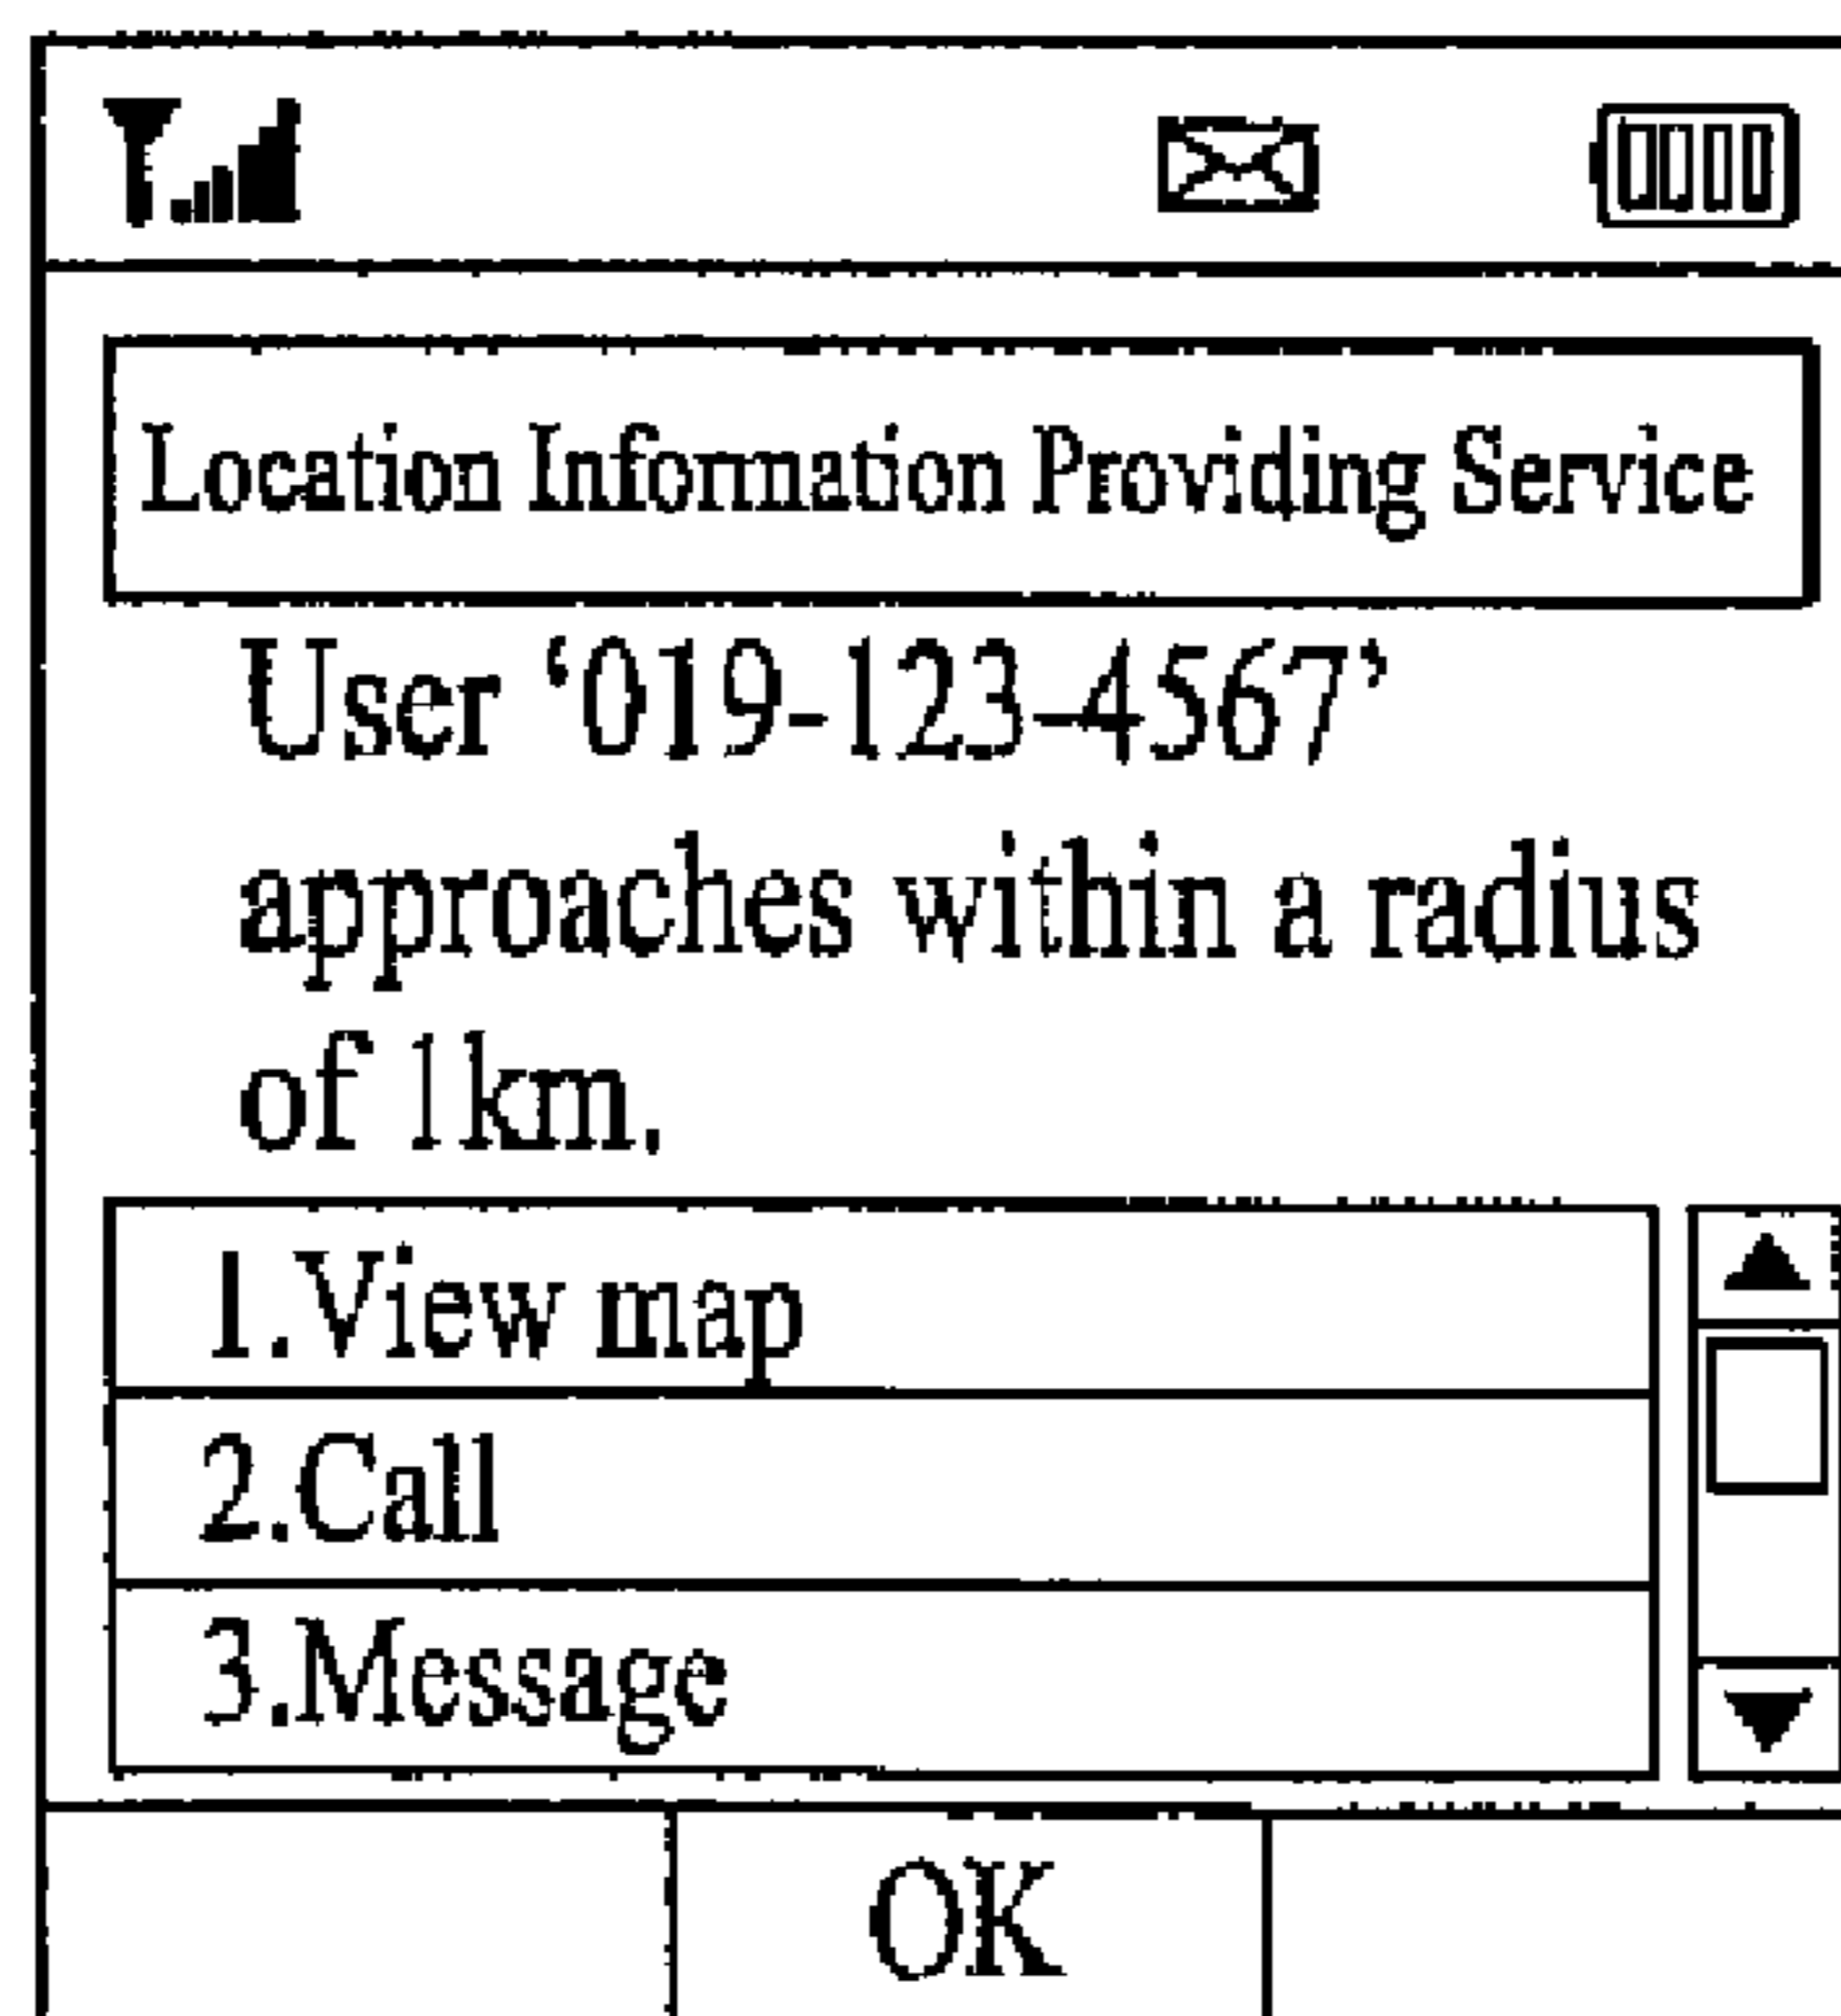 Location Information Providing Service
User ‘019-123-4567’
approaches within a radius
of 1km.
1.View map
2.Call
3.Message
OK